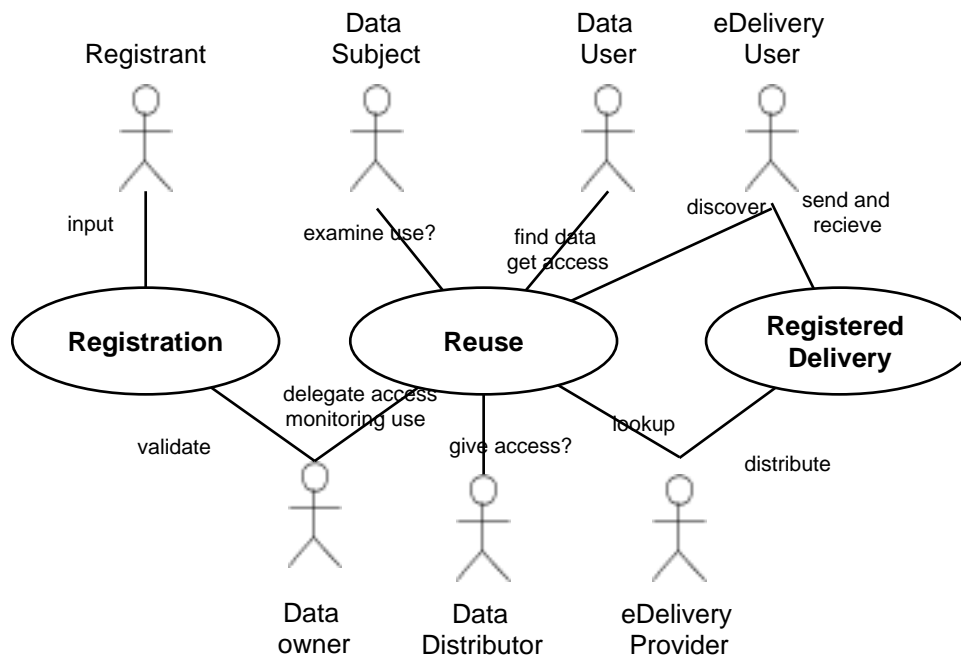 Registrant
Data
Subject
Data
User
eDelivery
User
input
examine use?
find data
get access
discover
send and
recieve
Registration
Reuse
Registered
Delivery
validate
delegate access
monitoring use
give access?
lookup
distribute
Data
owner
Data
Distributor
eDelivery
Provider